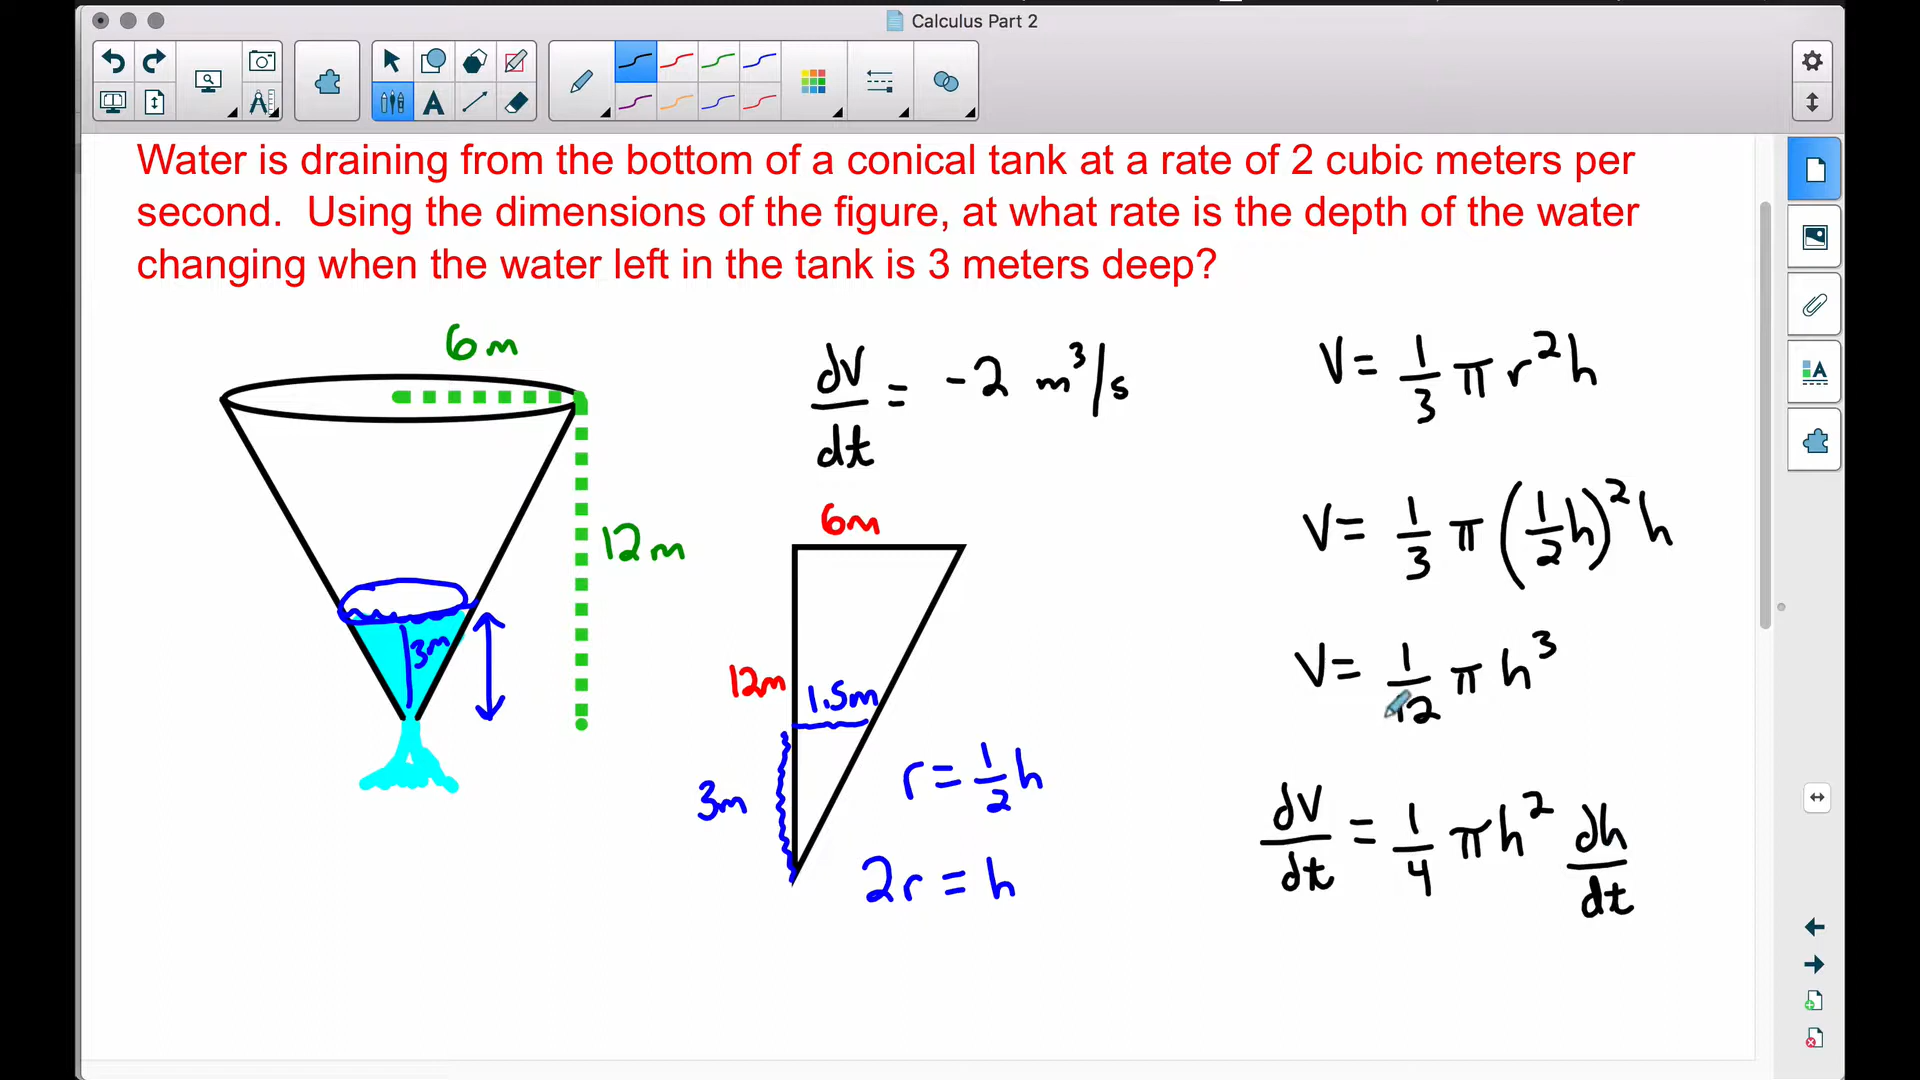 Calculus Part 2
Water is draining from the bottom of a conical tank at a rate of 2 cubic meters per
second. Using the dimensions of the figure, at what rate is the depth of the water
changing when the water left in the tank is 3 meters deep?
6m
12m
3m
dV/dt = -2 m³/s
6m
12m
1.5m
3m
r = 1/2 h
2r = h
V = 1/3 π r²h
V = 1/3 π (1/2 h)² h
V = 1/12 π h³
dV/dt = 1/4 πh² dh/dt